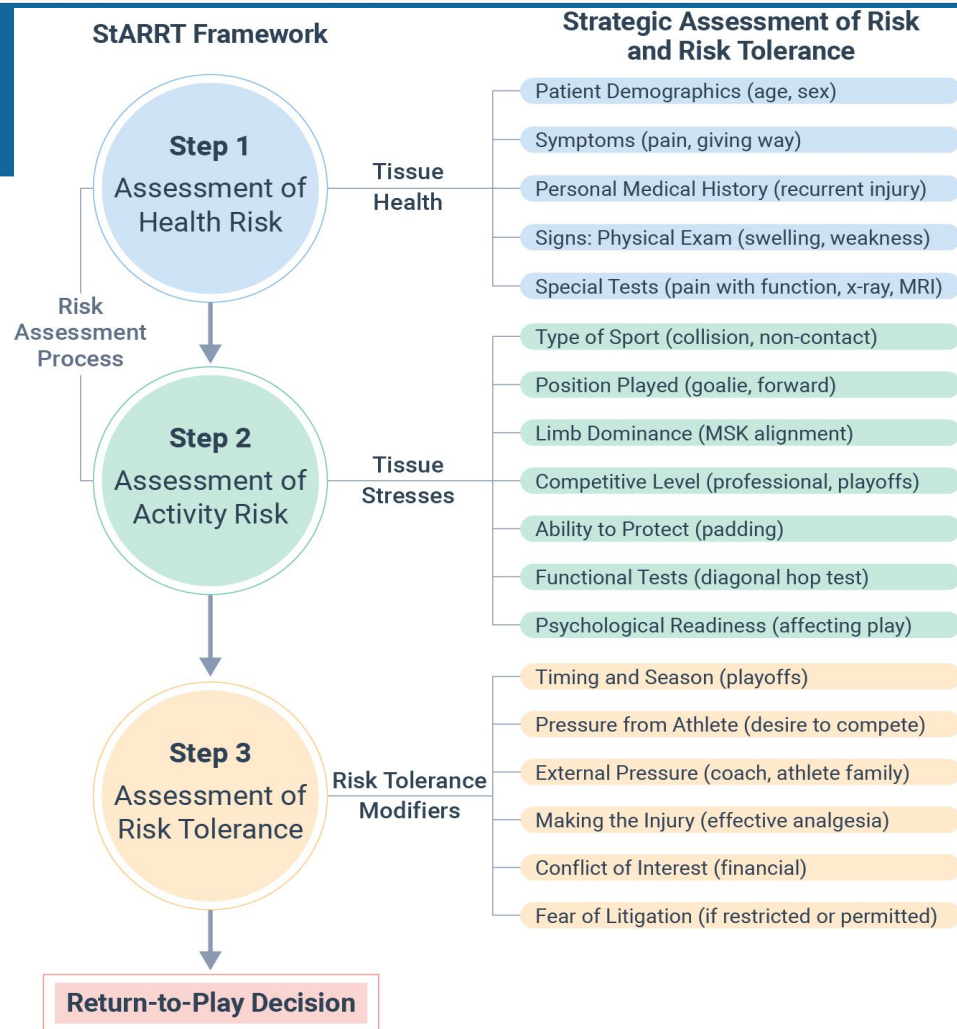 StARRT Framework
Strategic Assessment of Risk
and Risk Tolerance
Step 1
Assessment of
Health Risk
Tissue
Health
Patient Demographics (age, sex)
Symptoms (pain, giving way)
Personal Medical History (recurrent injury)
Signs: Physical Exam (swelling, weakness)
Special Tests (pain with function, x-ray, MRI)
Risk
Assessment
Process
Step 2
Assessment of
Activity Risk
Tissue
Stresses
Type of Sport (collision, non-contact)
Position Played (goalie, forward)
Limb Dominance (MSK alignment)
Competitive Level (professional, playoffs)
Ability to Protect (padding)
Functional Tests (diagonal hop test)
Psychological Readiness (affecting play)
Step 3
Assessment of
Risk Tolerance
Risk Tolerance
Modifiers
Timing and Season (playoffs)
Pressure from Athlete (desire to compete)
External Pressure (coach, athlete family)
Making the Injury (effective analgesia)
Conflict of Interest (financial)
Fear of Litigation (if restricted or permitted)
Return-to-Play Decision